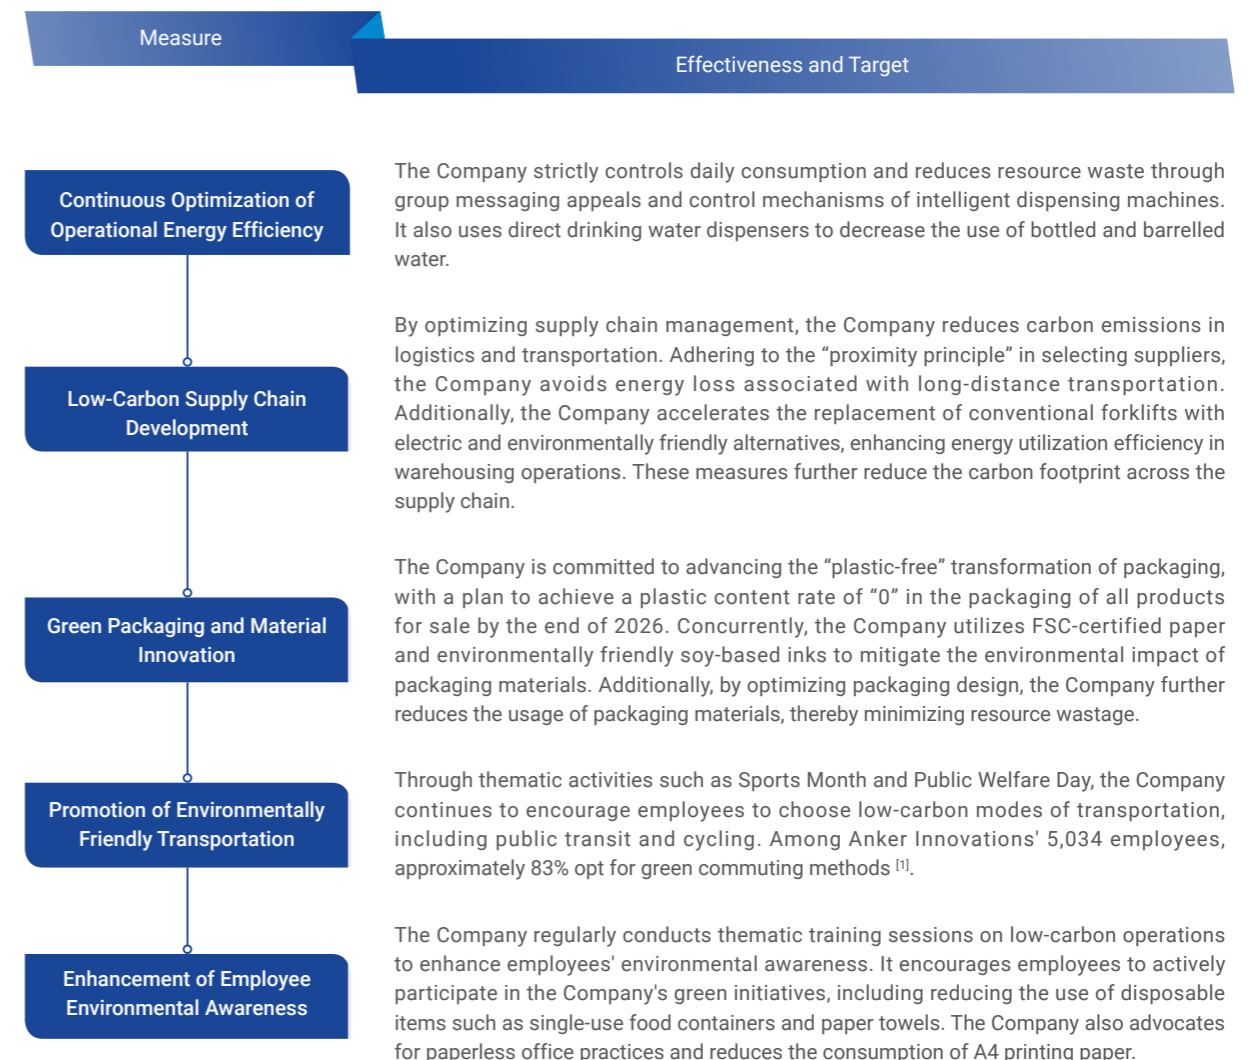 Measure
Effectiveness and Target
Continuous Optimization of
Operational Energy Efficiency
The Company strictly controls daily consumption and reduces resource waste through
group messaging appeals and control mechanisms of intelligent dispensing machines.
It also uses direct drinking water dispensers to decrease the use of bottled and barrelled
water.
Low-Carbon Supply Chain
Development
By optimizing supply chain management, the Company reduces carbon emissions in
logistics and transportation. Adhering to the “proximity principle” in selecting suppliers,
the Company avoids energy loss associated with long-distance transportation.
Additionally, the Company accelerates the replacement of conventional forklifts with
electric and environmentally friendly alternatives, enhancing energy utilization efficiency in
warehousing operations. These measures further reduce the carbon footprint across the
supply chain.
Green Packaging and Material
Innovation
The Company is committed to advancing the “plastic-free” transformation of packaging,
with a plan to achieve a plastic content rate of “0” in the packaging of all products
for sale by the end of 2026. Concurrently, the Company utilizes FSC-certified paper
and environmentally friendly soy-based inks to mitigate the environmental impact of
packaging materials. Additionally, by optimizing packaging design, the Company further
reduces the usage of packaging materials, thereby minimizing resource wastage.
Promotion of Environmentally
Friendly Transportation
Through thematic activities such as Sports Month and Public Welfare Day, the Company
continues to encourage employees to choose low-carbon modes of transportation,
including public transit and cycling. Among Anker Innovations' 5,034 employees,
approximately 83% opt for green commuting methods [1].
Enhancement of Employee
Environmental Awareness
The Company regularly conducts thematic training sessions on low-carbon operations
to enhance employees' environmental awareness. It encourages employees to actively
participate in the Company's green initiatives, including reducing the use of disposable
items such as single-use food containers and paper towels. The Company also advocates
for paperless office practices and reduces the consumption of A4 printing paper.